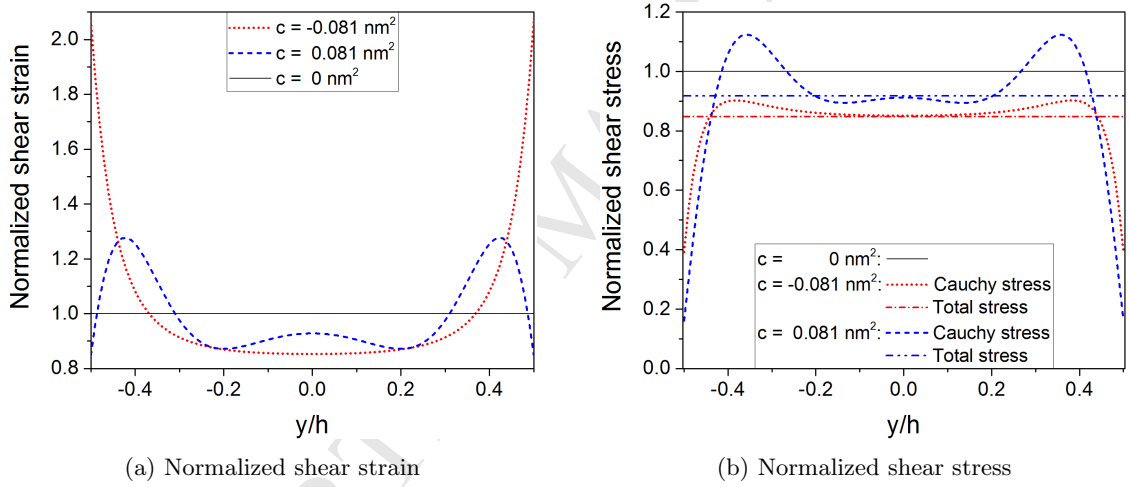 Normalized shear strain
2.0
1.8
1.6
1.4
1.2
1.0
0.8
-0.4 -0.2 0.0 0.2 0.4
y/h
c = -0.081 nm²
c = 0.081 nm²
c = 0 nm²
(a) Normalized shear strain
Normalized shear stress
1.2
1.0
0.8
0.6
0.4
0.2
0.0
-0.4 -0.2 0.0 0.2 0.4
y/h
c = 0 nm²:
c = -0.081 nm²: Cauchy stress
Total stress
c = 0.081 nm²: Cauchy stress
Total stress
(b) Normalized shear stress